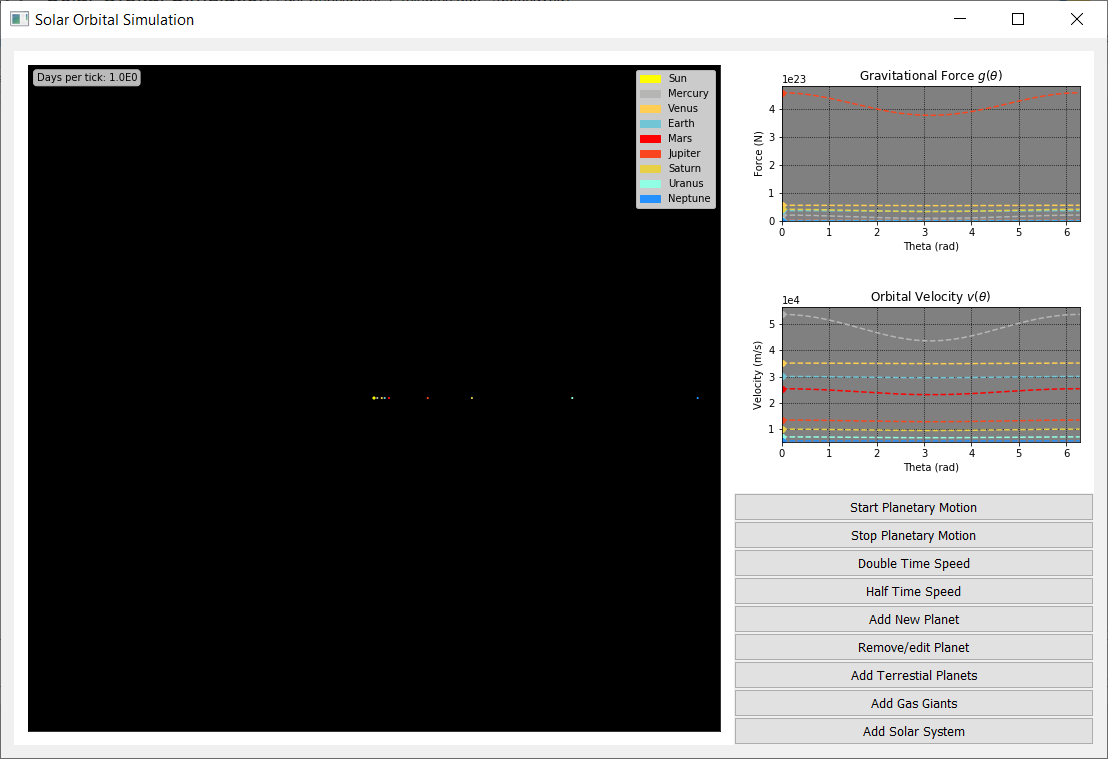 Solar Orbital Simulation
Days per tick: 1.0E0
Sun
Mercury
Venus
Earth
Mars
Jupiter
Saturn
Uranus
Neptune
Gravitational Force g(θ)
1e23
4
3
2
1
0
Force (N)
0 1 2 3 4 5 6
Theta (rad)
Orbital Velocity v(θ)
1e4
5
4
3
2
1
Velocity (m/s)
0 1 2 3 4 5 6
Theta (rad)
Start Planetary Motion
Stop Planetary Motion
Double Time Speed
Half Time Speed
Add New Planet
Remove/edit Planet
Add Terrestial Planets
Add Gas Giants
Add Solar System